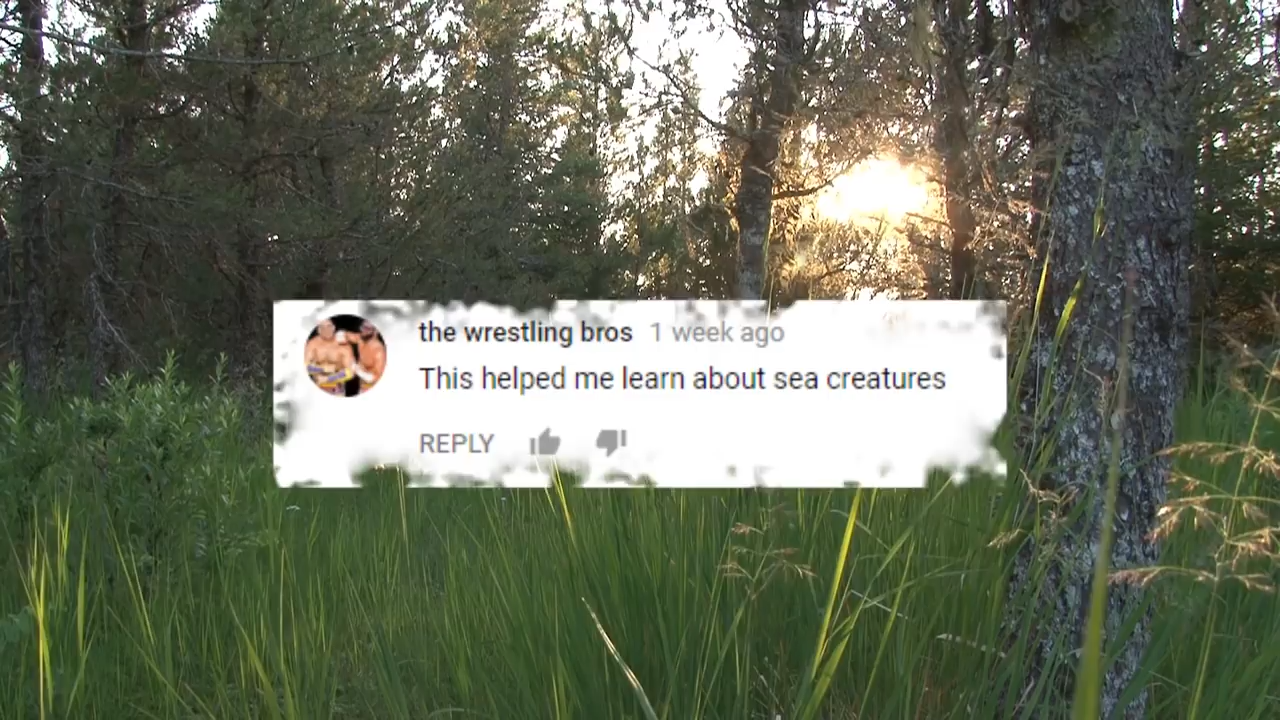 the wrestling bros 1 week ago
This helped me learn about sea creatures
REPLY